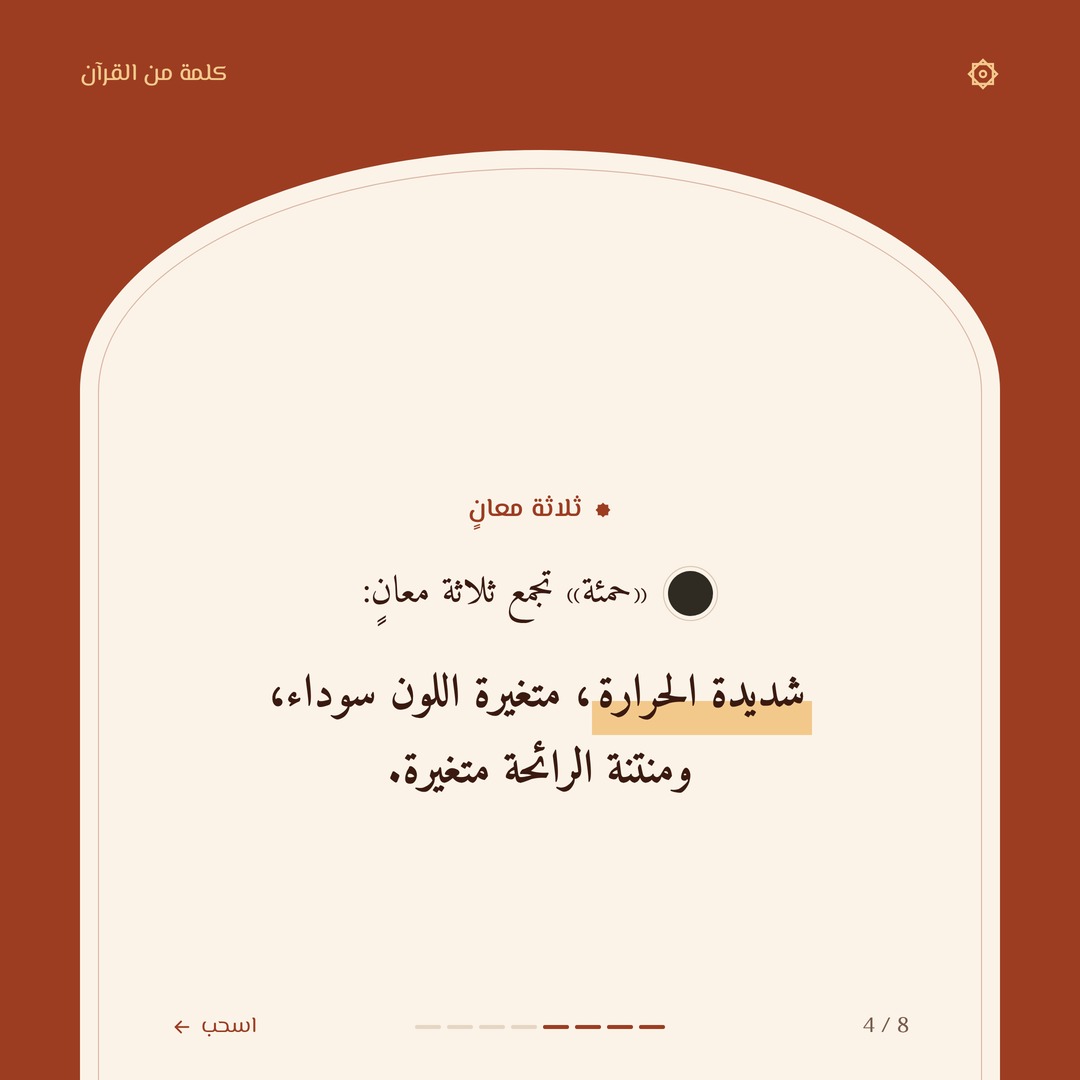 كلمة من القرآن
ثلاثة معانٍ
«حمئة» تجمع ثلاثة معانٍ:
شديدة الحرارة، متغيرة اللون سوداء،
ومنتنة الرائحة متغيرة.
4 / 8
اسحب ←